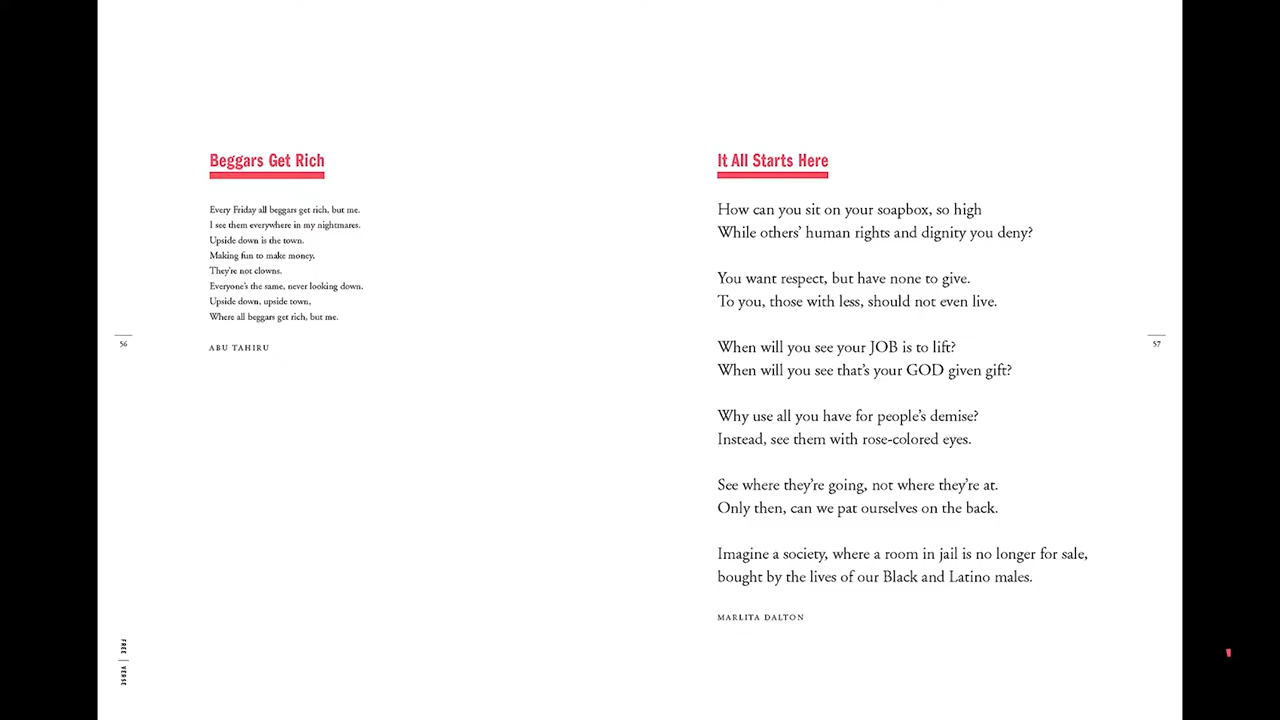 Beggars Get Rich
Every Friday all beggars get rich, but me.
I see them everywhere in my nightmares.
Upside down is the town.
Making fun to make money.
They're not clowns.
Everyone's the same, never looking down.
Upside down, upside town,
Where all beggars get rich, but me.
ABU TAHIRU
56
FREE | VERSE
It All Starts Here
How can you sit on your soapbox, so high
While others' human rights and dignity you deny?
You want respect, but have none to give.
To you, those with less, should not even live.
When will you see your JOB is to lift?
When will you see that's your GOD given gift?
Why use all you have for people's demise?
Instead, see them with rose-colored eyes.
See where they're going, not where they're at.
Only then, can we pat ourselves on the back.
Imagine a society, where a room in jail is no longer for sale,
bought by the lives of our Black and Latino males.
MARLITA DALTON
57